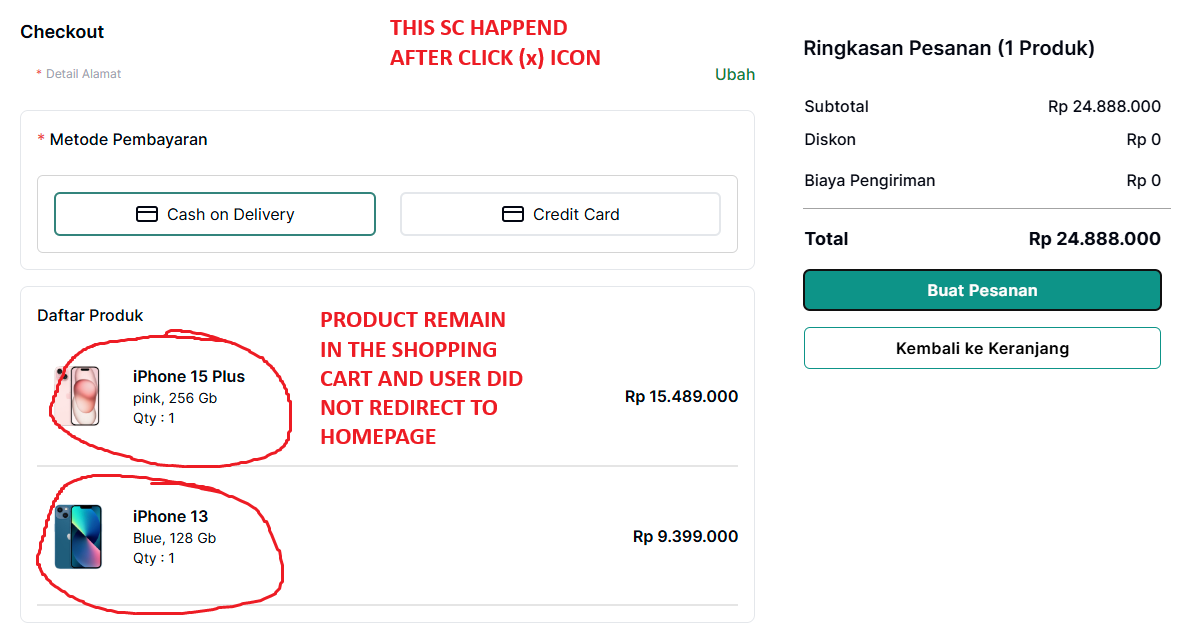 Checkout
THIS SC HAPPEND
AFTER CLICK (x) ICON
* Detail Alamat
Ubah
* Metode Pembayaran
Cash on Delivery
Credit Card
Daftar Produk
PRODUCT REMAIN
IN THE SHOPPING
CART AND USER DID
NOT REDIRECT TO
HOMEPAGE
iPhone 15 Plus
pink, 256 Gb
Qty : 1
Rp 15.489.000
iPhone 13
Blue, 128 Gb
Qty : 1
Rp 9.399.000
Ringkasan Pesanan (1 Produk)
Subtotal Rp 24.888.000
Diskon Rp 0
Biaya Pengiriman Rp 0
Total Rp 24.888.000
Buat Pesanan
Kembali ke Keranjang